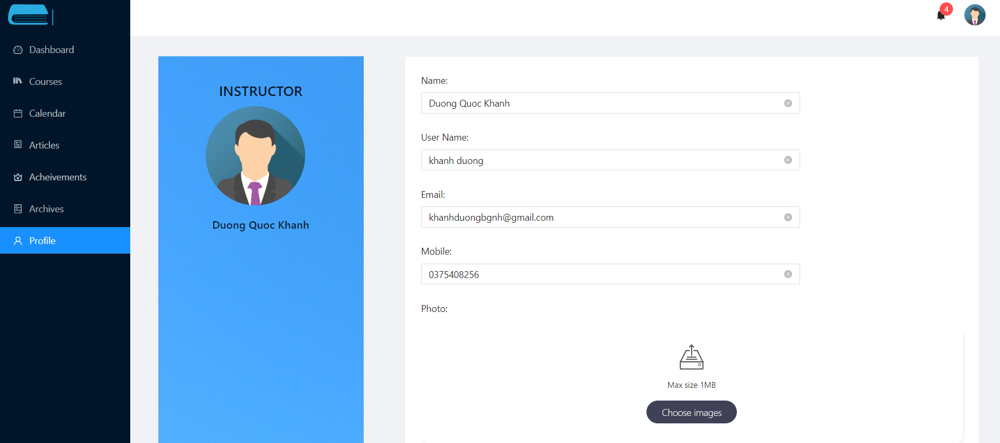 4
Dashboard
Courses
Calendar
Articles
Acheivements
Archives
Profile
INSTRUCTOR
Duong Quoc Khanh
Name:
Duong Quoc Khanh
User Name:
khanh duong
Email:
khanhduongbgnh@gmail.com
Mobile:
0375408256
Photo:
Max size 1MB
Choose images